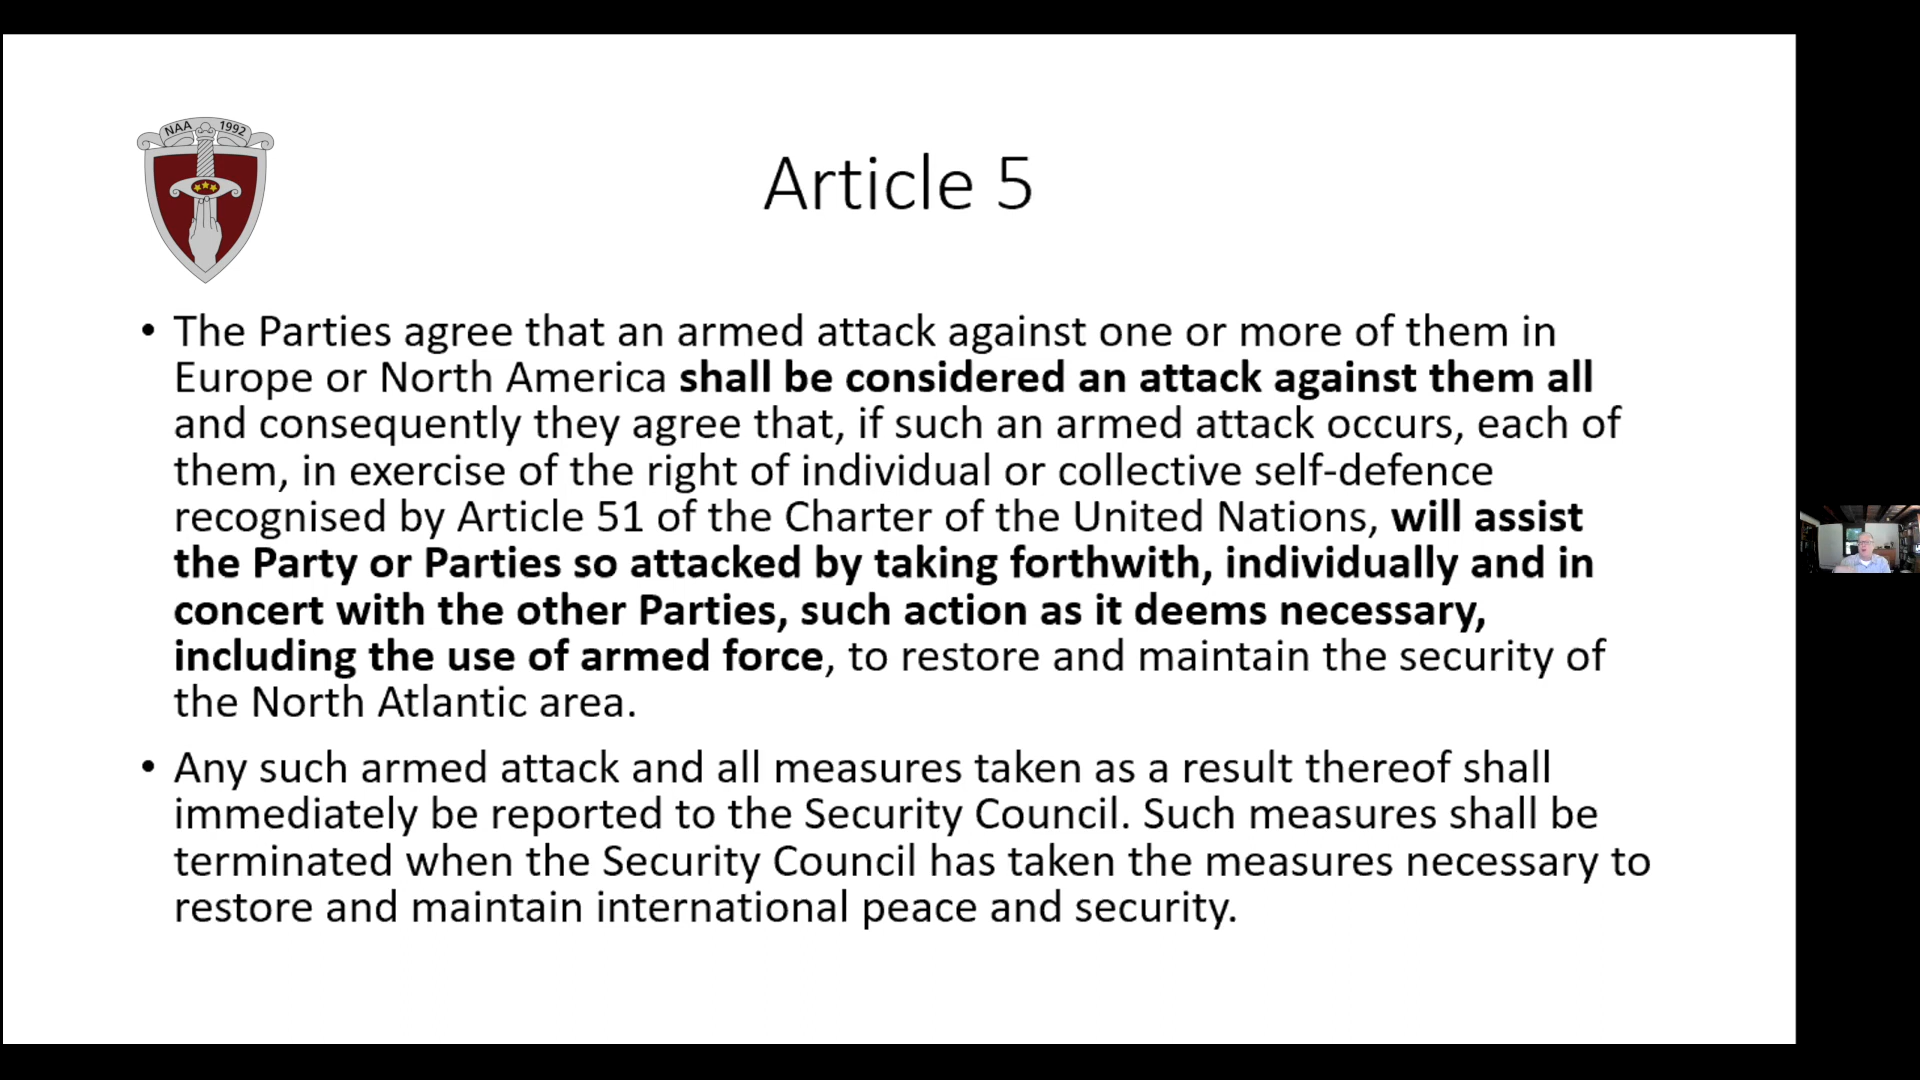 NAA 1992
Article 5
• The Parties agree that an armed attack against one or more of them in
Europe or North America shall be considered an attack against them all
and consequently they agree that, if such an armed attack occurs, each of
them, in exercise of the right of individual or collective self-defence
recognised by Article 51 of the Charter of the United Nations, will assist
the Party or Parties so attacked by taking forthwith, individually and in
concert with the other Parties, such action as it deems necessary,
including the use of armed force, to restore and maintain the security of
the North Atlantic area.
• Any such armed attack and all measures taken as a result thereof shall
immediately be reported to the Security Council. Such measures shall be
terminated when the Security Council has taken the measures necessary to
restore and maintain international peace and security.